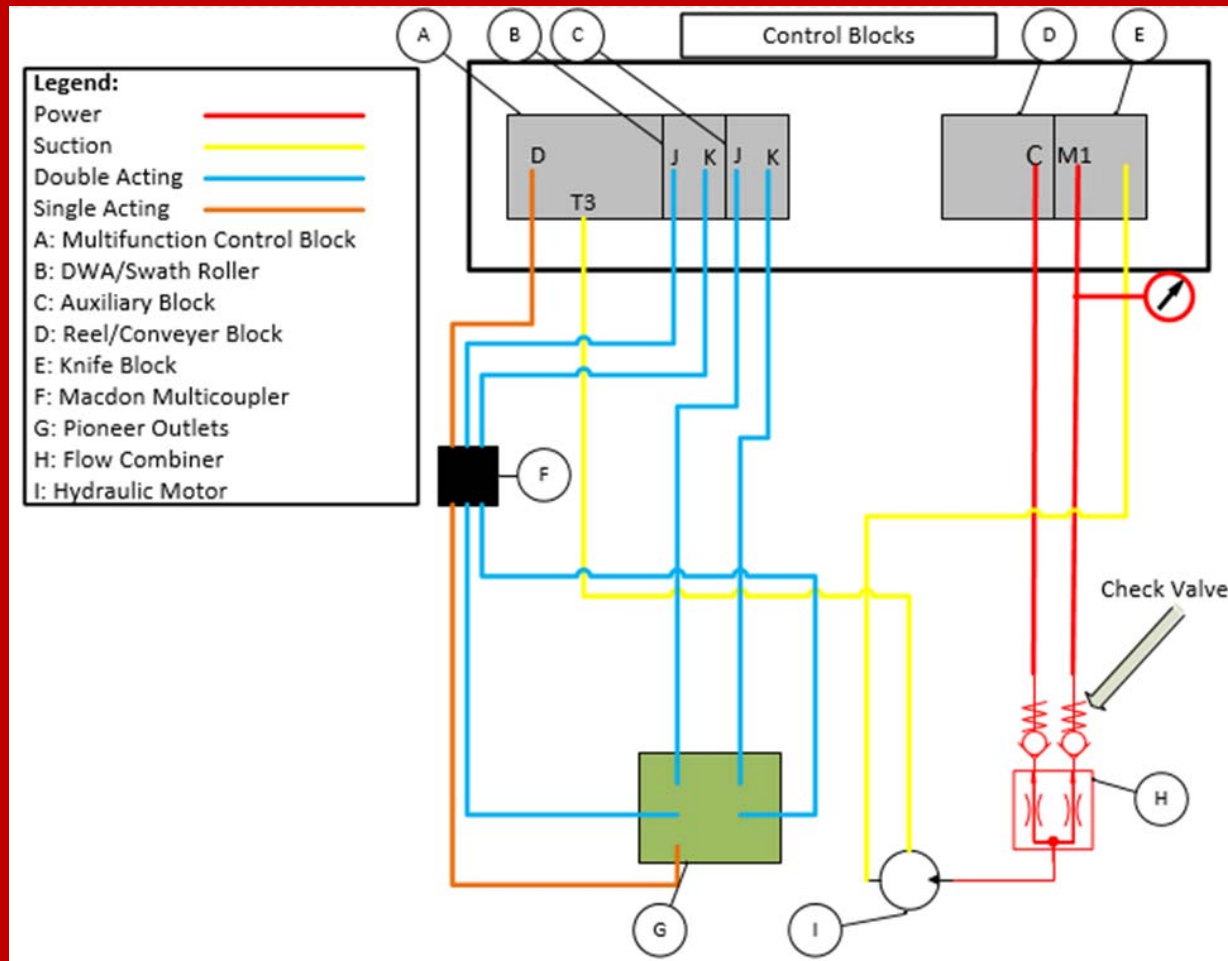 A
B
C
Control Blocks
D
E
Legend:
Power
Suction
Double Acting
Single Acting
A: Multifunction Control Block
B: DWA/Swath Roller
C: Auxiliary Block
D: Reel/Conveyer Block
E: Knife Block
F: Macdon Multicoupler
G: Pioneer Outlets
H: Flow Combiner
I: Hydraulic Motor
D
J K J K
C M1
T3
F
Check Valve
H
G
I